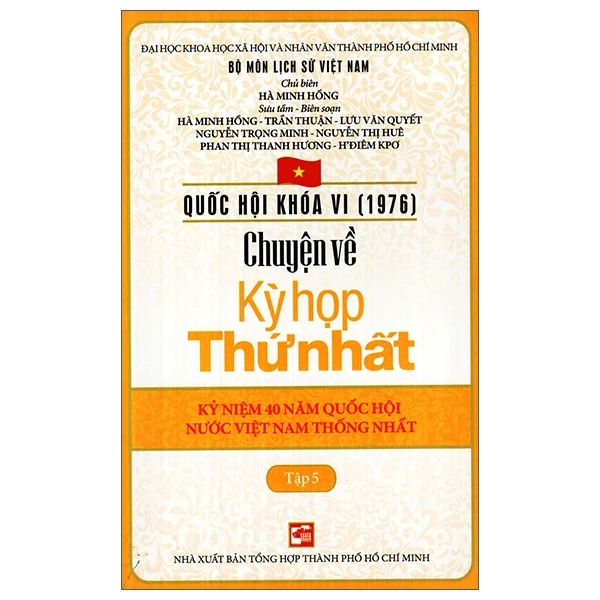 ĐẠI HỌC KHOA HỌC XÃ HỘI VÀ NHÂN VĂN THÀNH PHỐ HỒ CHÍ MINH
BỘ MÔN LỊCH SỬ VIỆT NAM
Chủ biên
HÀ MINH HỒNG
Sưu tầm - Biên soạn
HÀ MINH HỒNG - TRẦN THUẬN - LƯU VĂN QUYẾT
NGUYỄN TRỌNG MINH - NGUYỄN THỊ HUÊ
PHAN THỊ THANH HƯƠNG - H'ĐIÊM KPƠ
QUỐC HỘI KHÓA VI (1976)
Chuyện về
Kỳ họp
Thứ nhất
KỶ NIỆM 40 NĂM QUỐC HỘI
NƯỚC VIỆT NAM THỐNG NHẤT
Tập 5
NHÀ XUẤT BẢN TỔNG HỢP THÀNH PHỐ HỒ CHÍ MINH